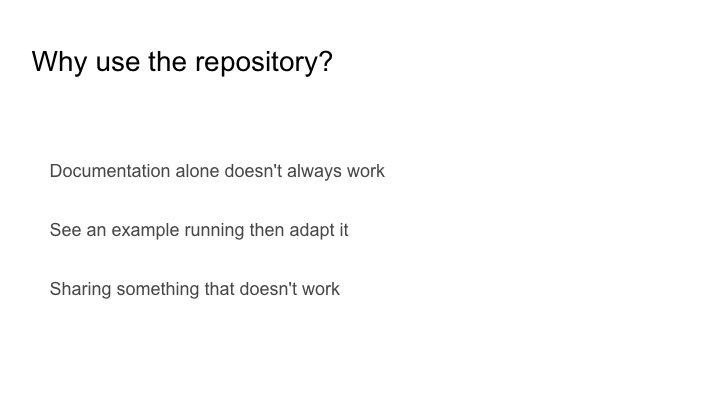 Why use the repository?
Documentation alone doesn't always work
See an example running then adapt it
Sharing something that doesn't work